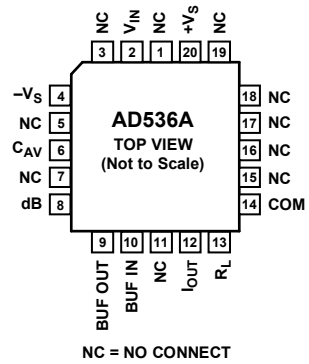 NC
VIN
NC
+VS
NC
3
2
1
20
19
–VS 4
NC 5
CAV 6
NC 7
dB 8
AD536A
TOP VIEW
(Not to Scale)
18 NC
17 NC
16 NC
15 NC
14 COM
9
10
11
12
13
BUF OUT
BUF IN
NC
IOUT
RL
NC = NO CONNECT